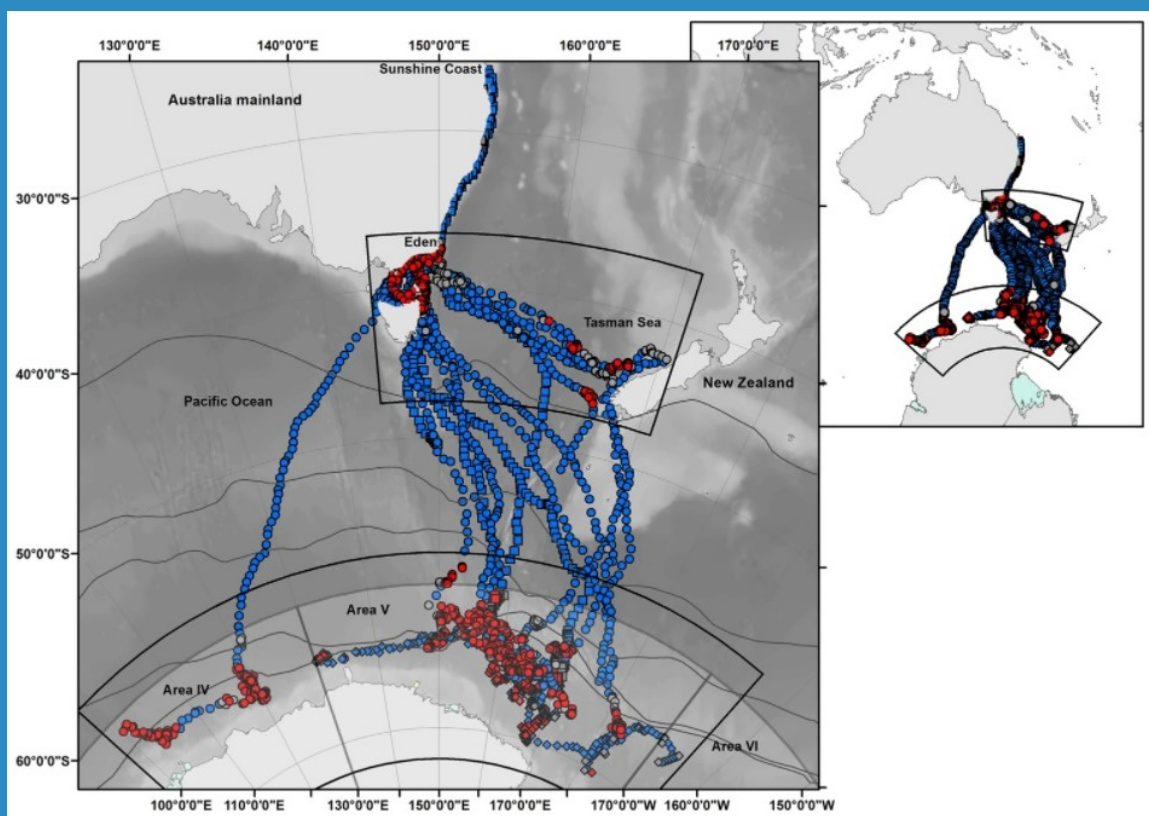 130°0'0"E 140°0'0"E 150°0'0"E 160°0'0"E 170°0'0"E
Sunshine Coast
Australia mainland
30°0'0"S
Eden
Tasman Sea
40°0'0"S
New Zealand
Pacific Ocean
50°0'0"S
Area V
Area IV
Area VI
60°0'0"S
100°0'0"E 110°0'0"E 130°0'0"E 150°0'0"E 170°0'0"E 170°0'0"W 160°0'0"W 150°0'0"W